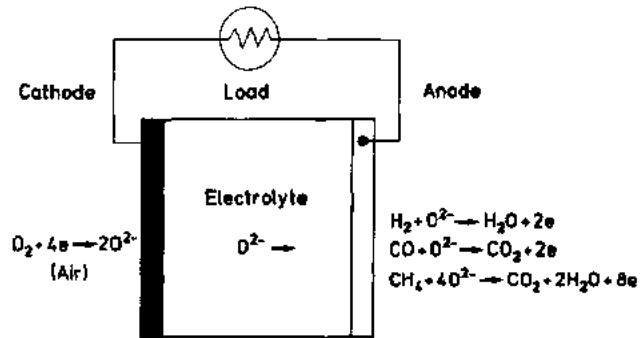 Cathode
Load
Anode
Electrolyte
O₂ + 4e → 2O²⁻
(Air)
O²⁻ →
H₂ + O²⁻ → H₂O + 2e
CO + O²⁻ → CO₂ + 2e
CH₄ + 4O²⁻ → CO₂ + 2H₂O + 8e